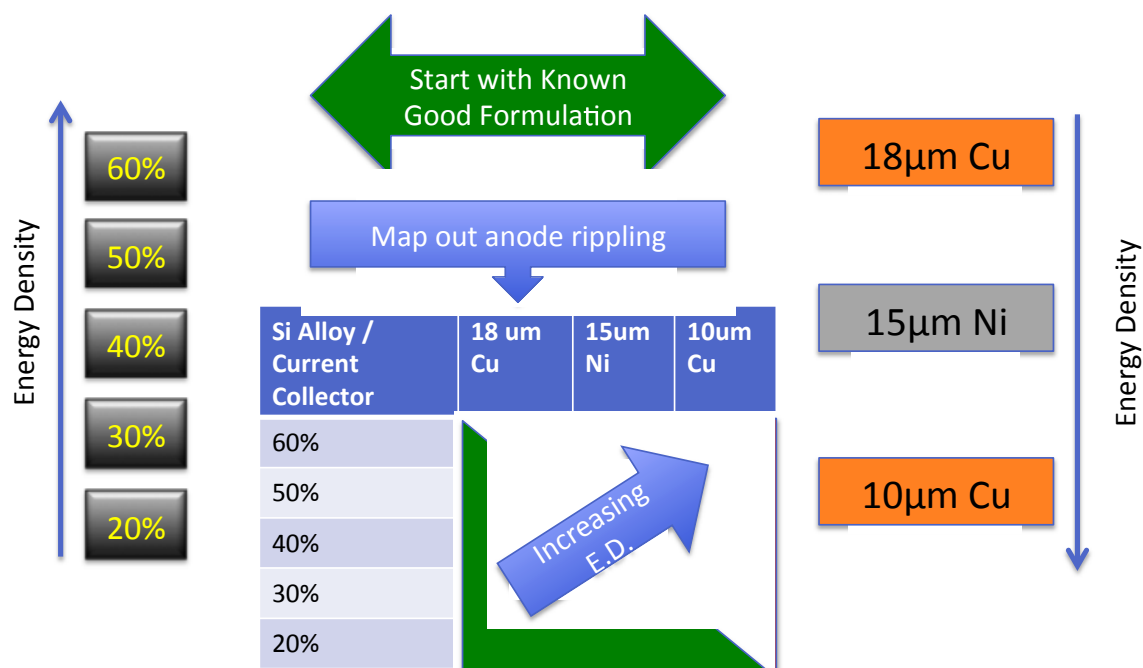 Start with Known
Good Formulation
Energy Density
60%
50%
40%
30%
20%
Map out anode rippling
Si Alloy /
Current
Collector
18 um
Cu
15um
Ni
10um
Cu
60%
50%
40%
30%
20%
Increasing
E.D.
18μm Cu
15μm Ni
10μm Cu
Energy Density